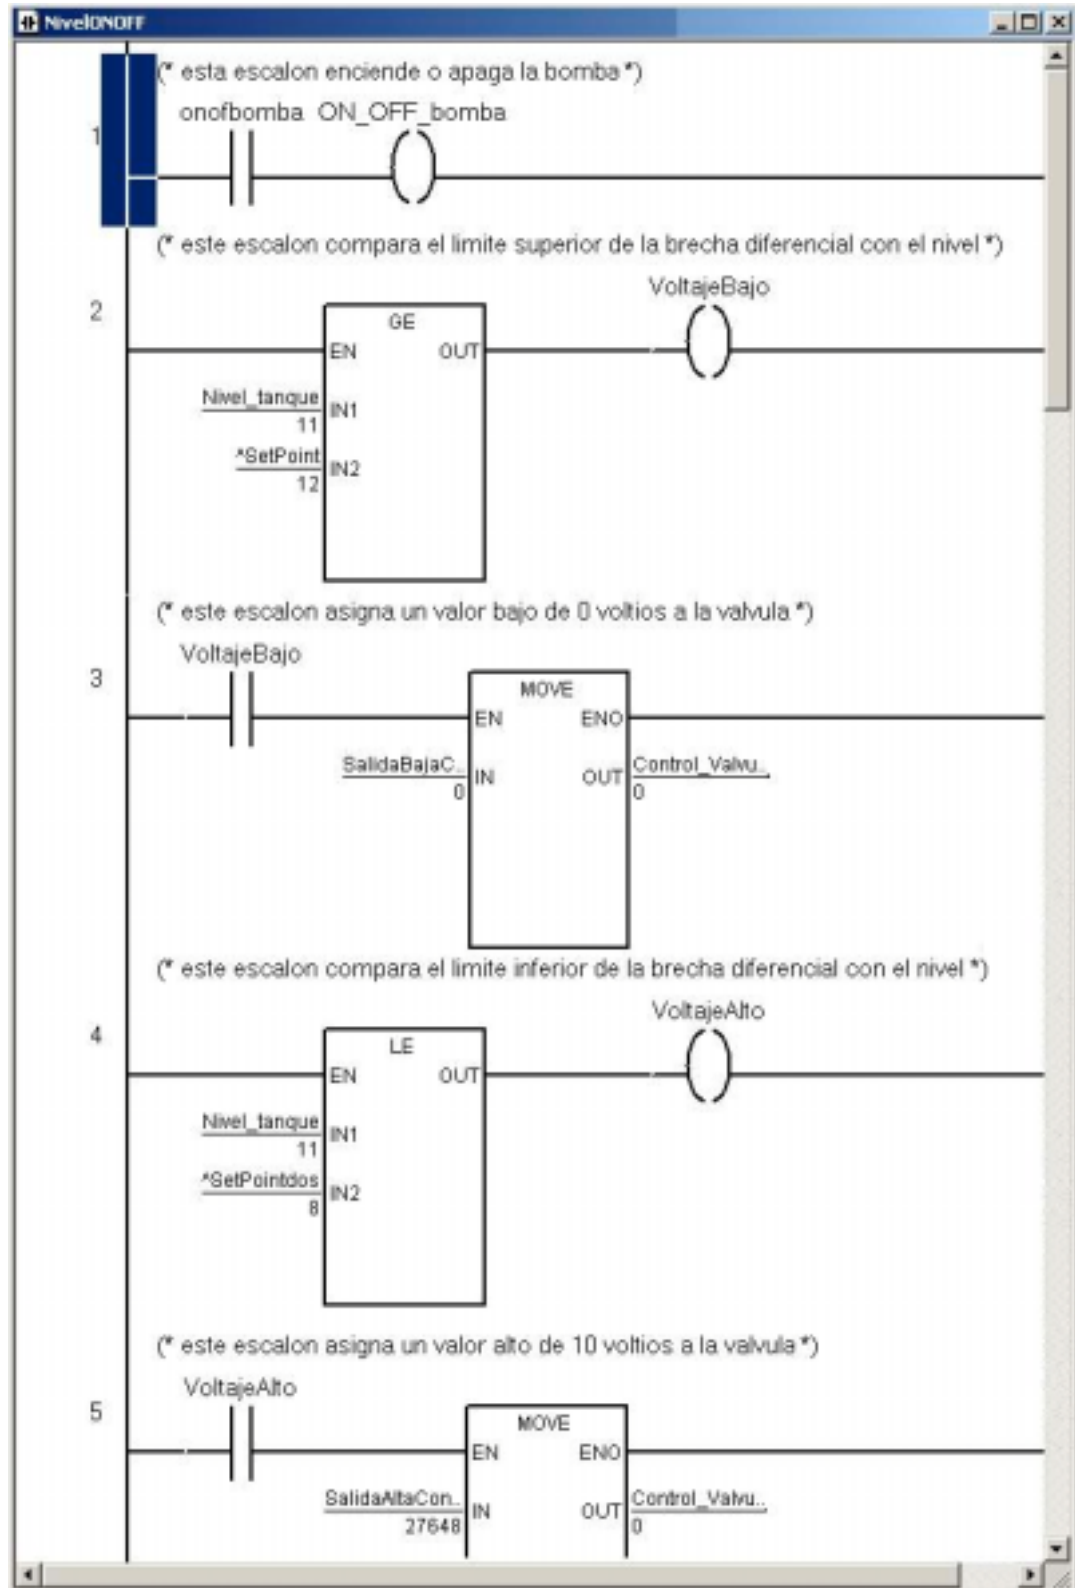 NivelONOFF
(* esta escalon enciende o apaga la bomba *)
onofbomba ON_OFF_bomba
1
(* este escalon compara el limite superior de la brecha diferencial con el nivel *)
VoltajeBajo
2
GE
EN OUT
Nivel_tanque IN1
11
^SetPoint IN2
12
(* este escalon asigna un valor bajo de 0 voltios a la valvula *)
VoltajeBajo
3
MOVE
EN ENO
SalidaBajaC.. IN OUT Control_Valvu..
0 0
(* este escalon compara el limite inferior de la brecha diferencial con el nivel *)
VoltajeAlto
4
LE
EN OUT
Nivel_tanque IN1
11
^SetPointdos IN2
8
(* este escalon asigna un valor alto de 10 voltios a la valvula *)
VoltajeAlto
5
MOVE
EN ENO
SalidaAltaCon.. IN OUT Control_Valvu..
27648 0